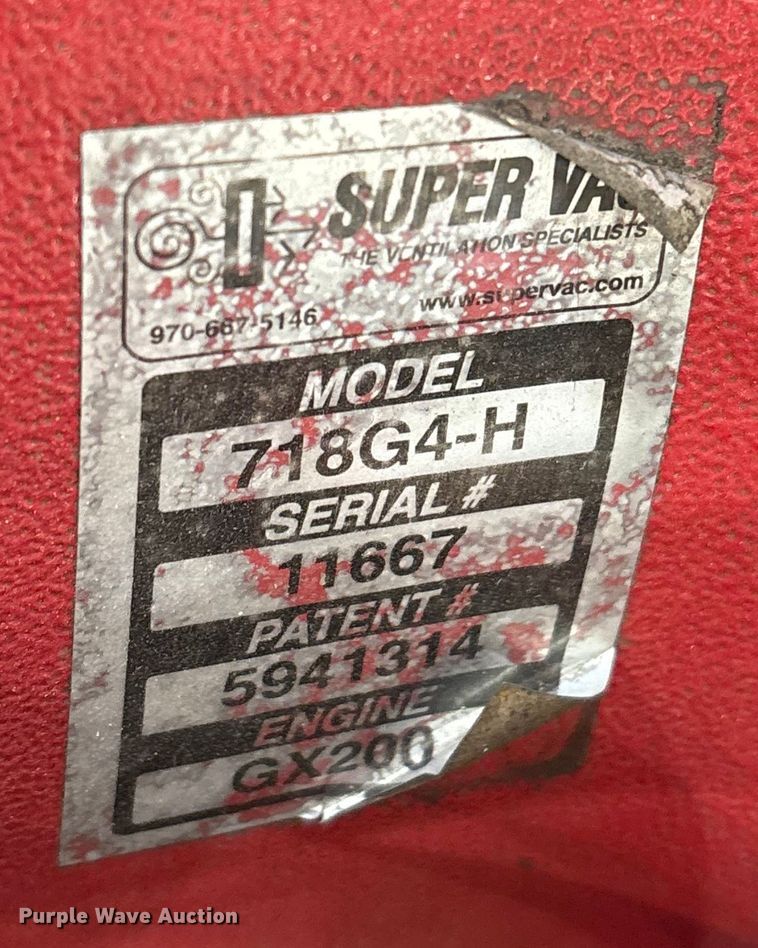 SUPER VAC
THE VENTILATION SPECIALISTS
www.supervac.com
970-667-5146
MODEL
718G4-H
SERIAL #
11667
PATENT #
5941314
ENGINE
GX200
Purple Wave Auction